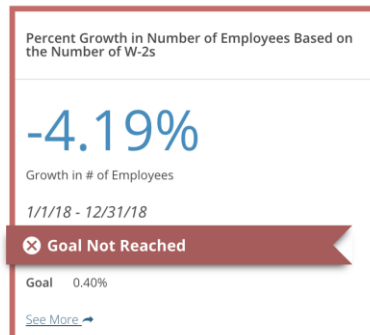 Percent Growth in Number of Employees Based on
the Number of W-2s
-4.19%
Growth in # of Employees
1/1/18 - 12/31/18
Goal Not Reached
Goal 0.40%
See More